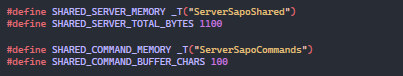 #define SHARED_SERVER_MEMORY _T("ServerSapoShared")
#define SHARED_SERVER_TOTAL_BYTES 1100
#define SHARED_COMMAND_MEMORY _T("ServerSapoCommands")
#define SHARED_COMMAND_BUFFER_CHARS 100